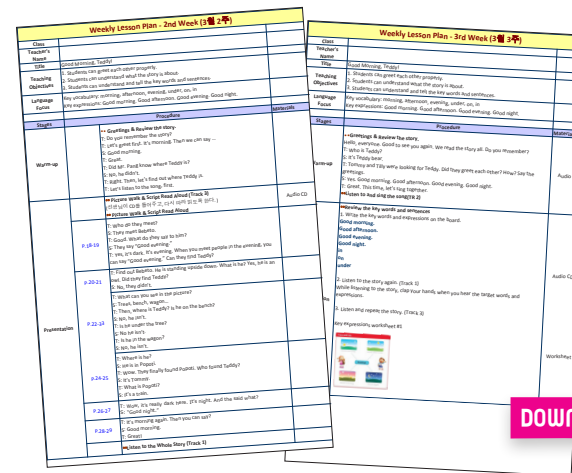 Weekly Lesson Plan - 2nd Week (3월 2주)
Class
Teacher's
Name
Title Good Morning, Teddy!
Teaching
Objectives
1. Students can greet each other properly.
2. Students can understand what the story is about.
3. Students can understand and tell the key words and sentences.
Language
Focus
Key vocabulary: morning, afternoon, evening, under, on, in
Key expressions: Good morning. Good afternoon. Good evening. Good night.
Stages Procedure Materials
Warm-up
Greetings & Review the story-
T: Do you remember the story?
T: Let's greet first. It's morning. Then we can say ...
S: Good morning.
T: Great.
T: Did Mr. Panda know where Teddy is?
S: No, he didn't.
T: Right. Then, let's find out where Teddy is.
T: Let's listen to the song, first.
Presentation
Picture Walk & Script Read Aloud (Track 3)
Audio CD
Picture Walk & Script Read Aloud
P.18-19
T: Who do they meet?
S: They meet Bebeto.
T: Good. What do they say to him?
S: They say "Good evening."
T: Yes, it's dark. It's evening. When you meet people in the evening, you
can say "Good evening." Can they find Teddy?
P.20-21
T: Find out Bebeto. He is standing upside down. What is he? Yes, he is an
owl. Did they find Teddy?
S: No, they didn't.
P.22-23
T: What can you see in the picture?
S: Trees, bench, wagon...
T: Then, where is Teddy? Is he on the bench?
S: No, he isn't.
T: Is he under the tree?
S: No he isn't.
T: Is he in the wagon?
S: No, he isn't.
P.24-25
T: Where is he?
S: He is in Popoti.
T: Wow. They finally found Popoti. Who found Teddy?
S: It's Tommy.
T: What is Popoti?
S: It's a train.
P.26-27
T: Wow, it's really dark here. It's night. And the said what?
S: "Good night."
P.28-29
T: It's morning again. Then you can say?
S: Good morning.
T: Great!
Listen to the Whole Story (Track 1)
Weekly Lesson Plan - 3rd Week (3월 3주)
Class
Teacher's
Name
Title Good Morning, Teddy!
Teaching
Objectives
1. Students can greet each other properly.
2. Students can understand what the story is about.
3. Students can understand and tell the key words and sentences.
Language
Focus
Key vocabulary: morning, afternoon, evening, under, on, in
Key expressions: Good morning. Good afternoon. Good evening. Good night.
Stages Procedure
Greetings & Review the story.
Hello, everyone. Good to see you again. We read the story all. Do you remember?
T: Who is Teddy?
S: It's Teddy bear.
T: Tommy and Tilly were looking for Teddy. Did they greet each other? How? Say the
greetings.
S: Yes. Good morning. Good afternoon. Good evening. Good night.
T: Great. This time, let's sing together.
Listen to and sing the song(TR 2)
Audio
Review the key words and sentences
1. Write the key words and expressions on the board.
Good morning.
Good afternoon.
Good evening.
Good night.
in
on
under
2. Listen to the story again. (Track 1)
While listening to the story, clap your hands when you hear the target words and
expressions.
3. Listen and repeat the story. (Track 3)
Key expressions worksheet #1
Worksheet
DOWN